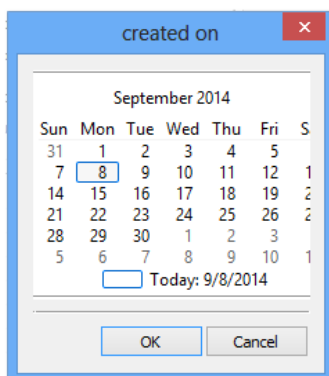 created on
September 2014
Sun Mon Tue Wed Thu Fri
31 1 2 3 4 5
7 8 9 10 11 12
14 15 16 17 18 19
21 22 23 24 25 26
28 29 30 1 2 3
5 6 7 8 9 10
Today: 9/8/2014
OK Cancel